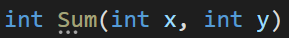 int Sum(int x, int y)